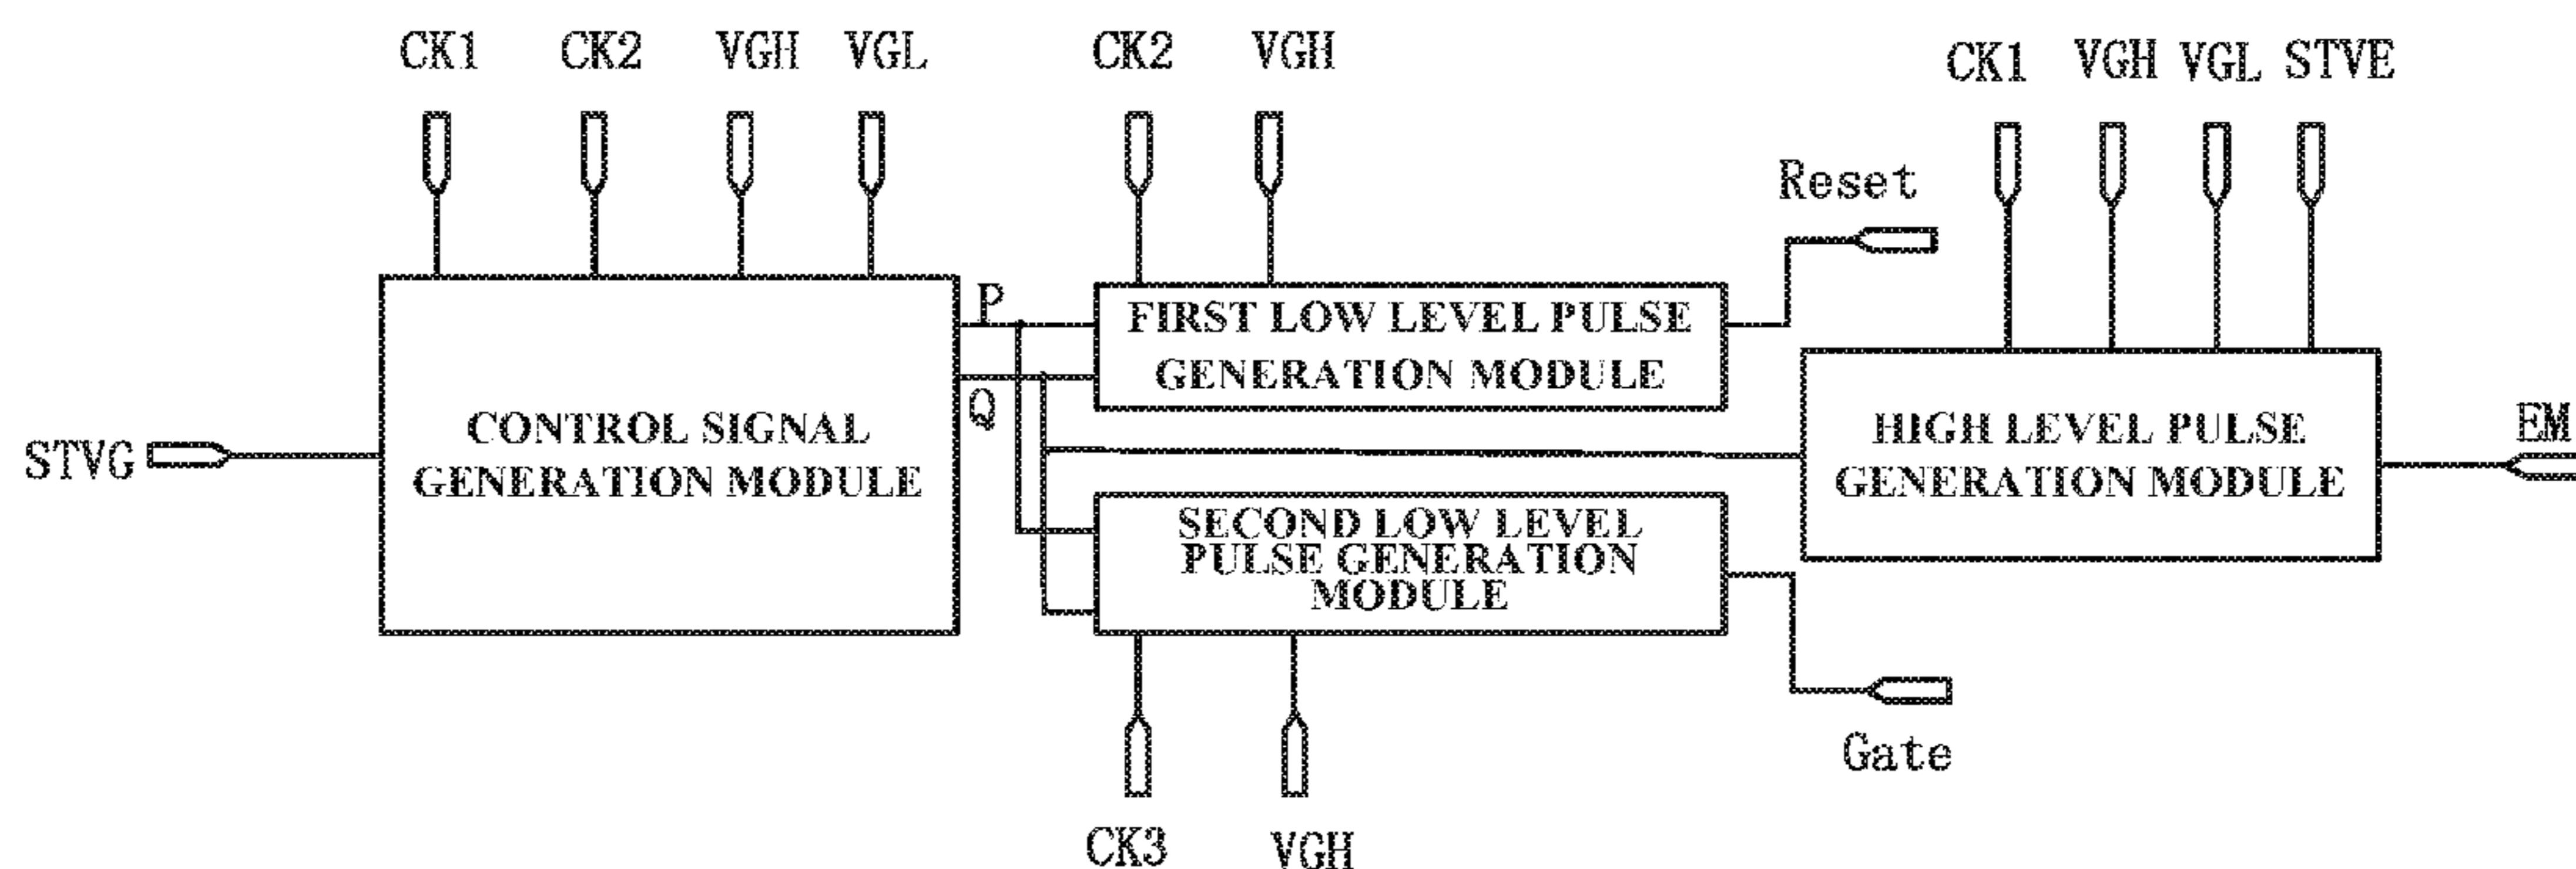 CK1 CK2 VGH VGL CK2 VGH CK1 VGH VGL STVE
Reset
P
FIRST LOW LEVEL PULSE
GENERATION MODULE
Q
STVG
CONTROL SIGNAL
GENERATION MODULE
HIGH LEVEL PULSE
GENERATION MODULE
EM
SECOND LOW LEVEL
PULSE GENERATION
MODULE
Gate
CK3 VGH